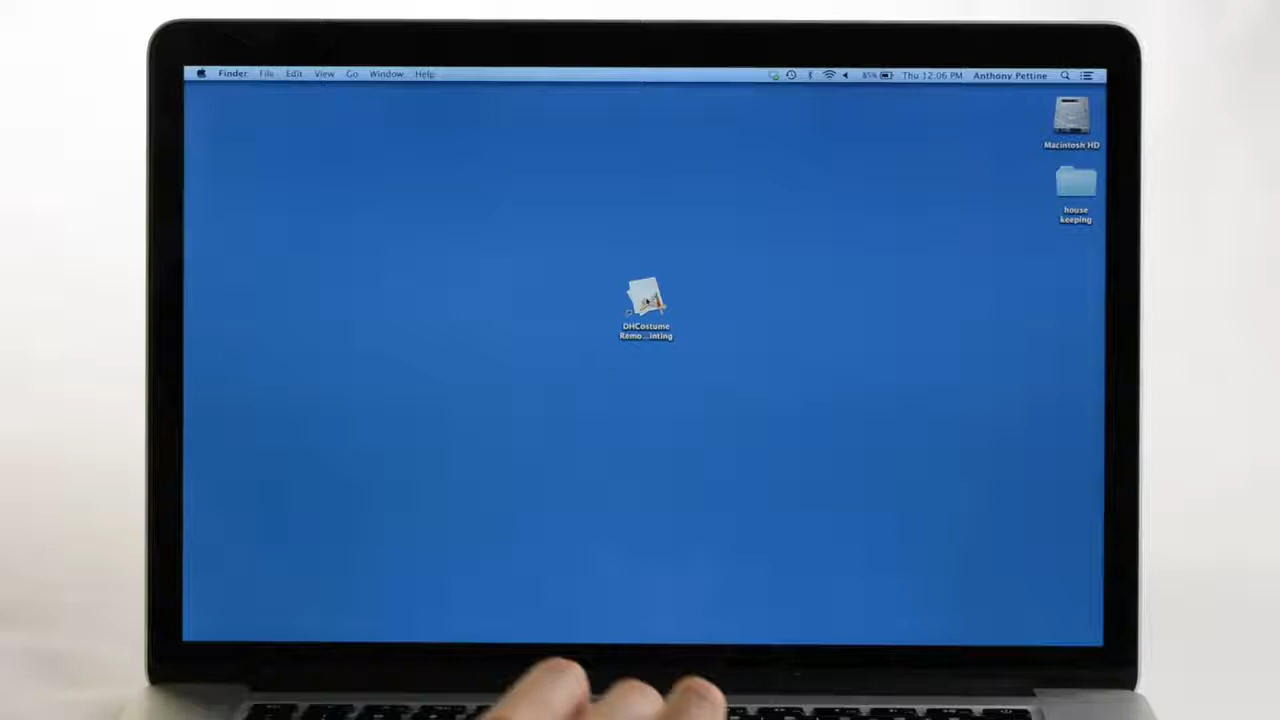 Finder File Edit View Go Window Help 85% Thu 12:06 PM Anthony Pettine
Macintosh HD
house
keeping
DHCostume
Remo...inting